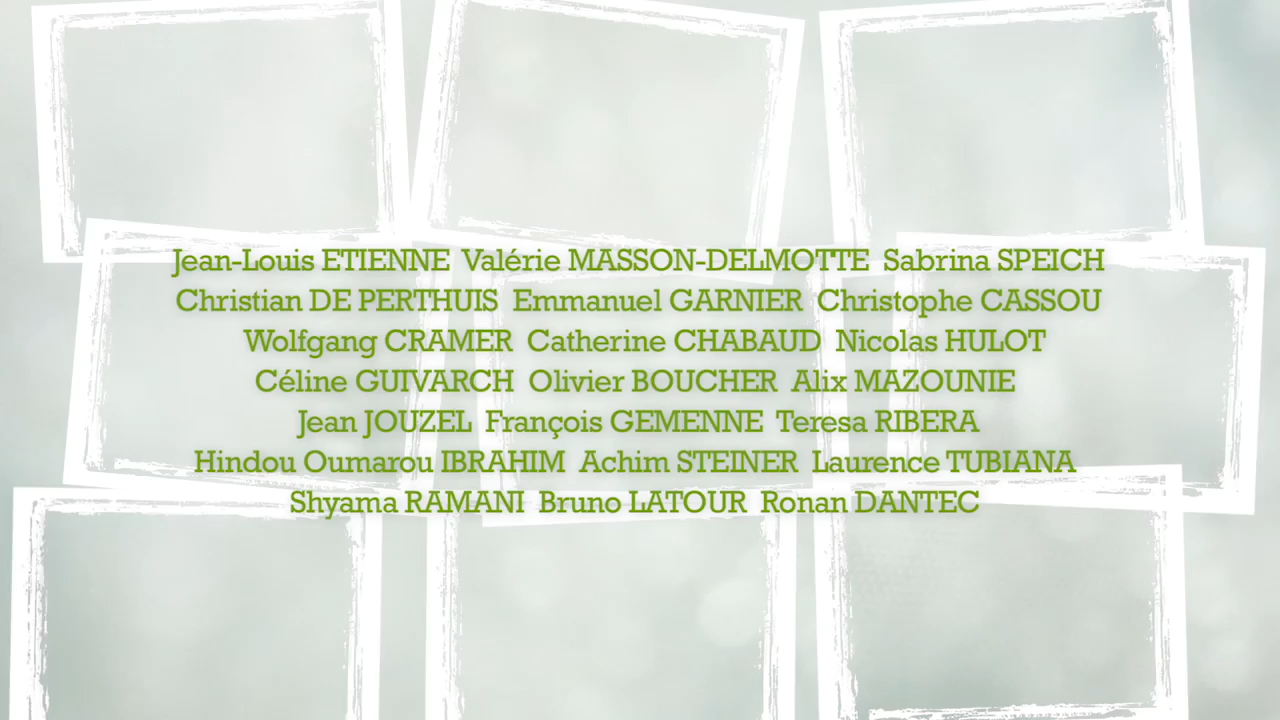 Jean-Louis ETIENNE  Valérie MASSON-DELMOTTE  Sabrina SPEICH
Christian DE PERTHUIS  Emmanuel GARNIER  Christophe CASSOU
Wolfgang CRAMER  Catherine CHABAUD  Nicolas HULOT
Céline GUIVARCH  Olivier BOUCHER  Alix MAZOUNIE
Jean JOUZEL  François GEMENNE  Teresa RIBERA
Hindou Oumarou IBRAHIM  Achim STEINER  Laurence TUBIANA
Shyama RAMANI  Bruno LATOUR  Ronan DANTEC